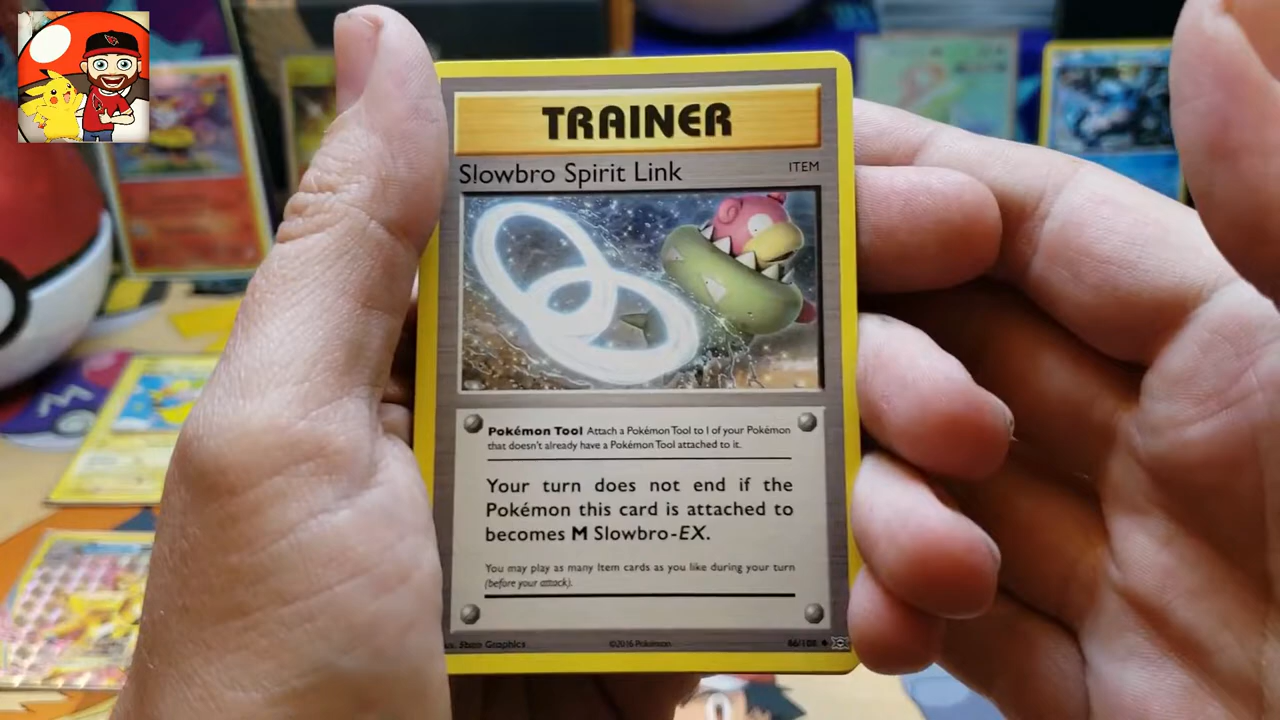 TRAINER
Slowbro Spirit Link ITEM
Pokémon Tool Attach a Pokémon Tool to 1 of your Pokémon
that doesn't already have a Pokémon Tool attached to it.
Your turn does not end if the
Pokémon this card is attached to
becomes M Slowbro-EX.
You may play as many Item cards as you like during your turn
(before your attack).
5ban Graphics ©2016 Pokémon 86/108